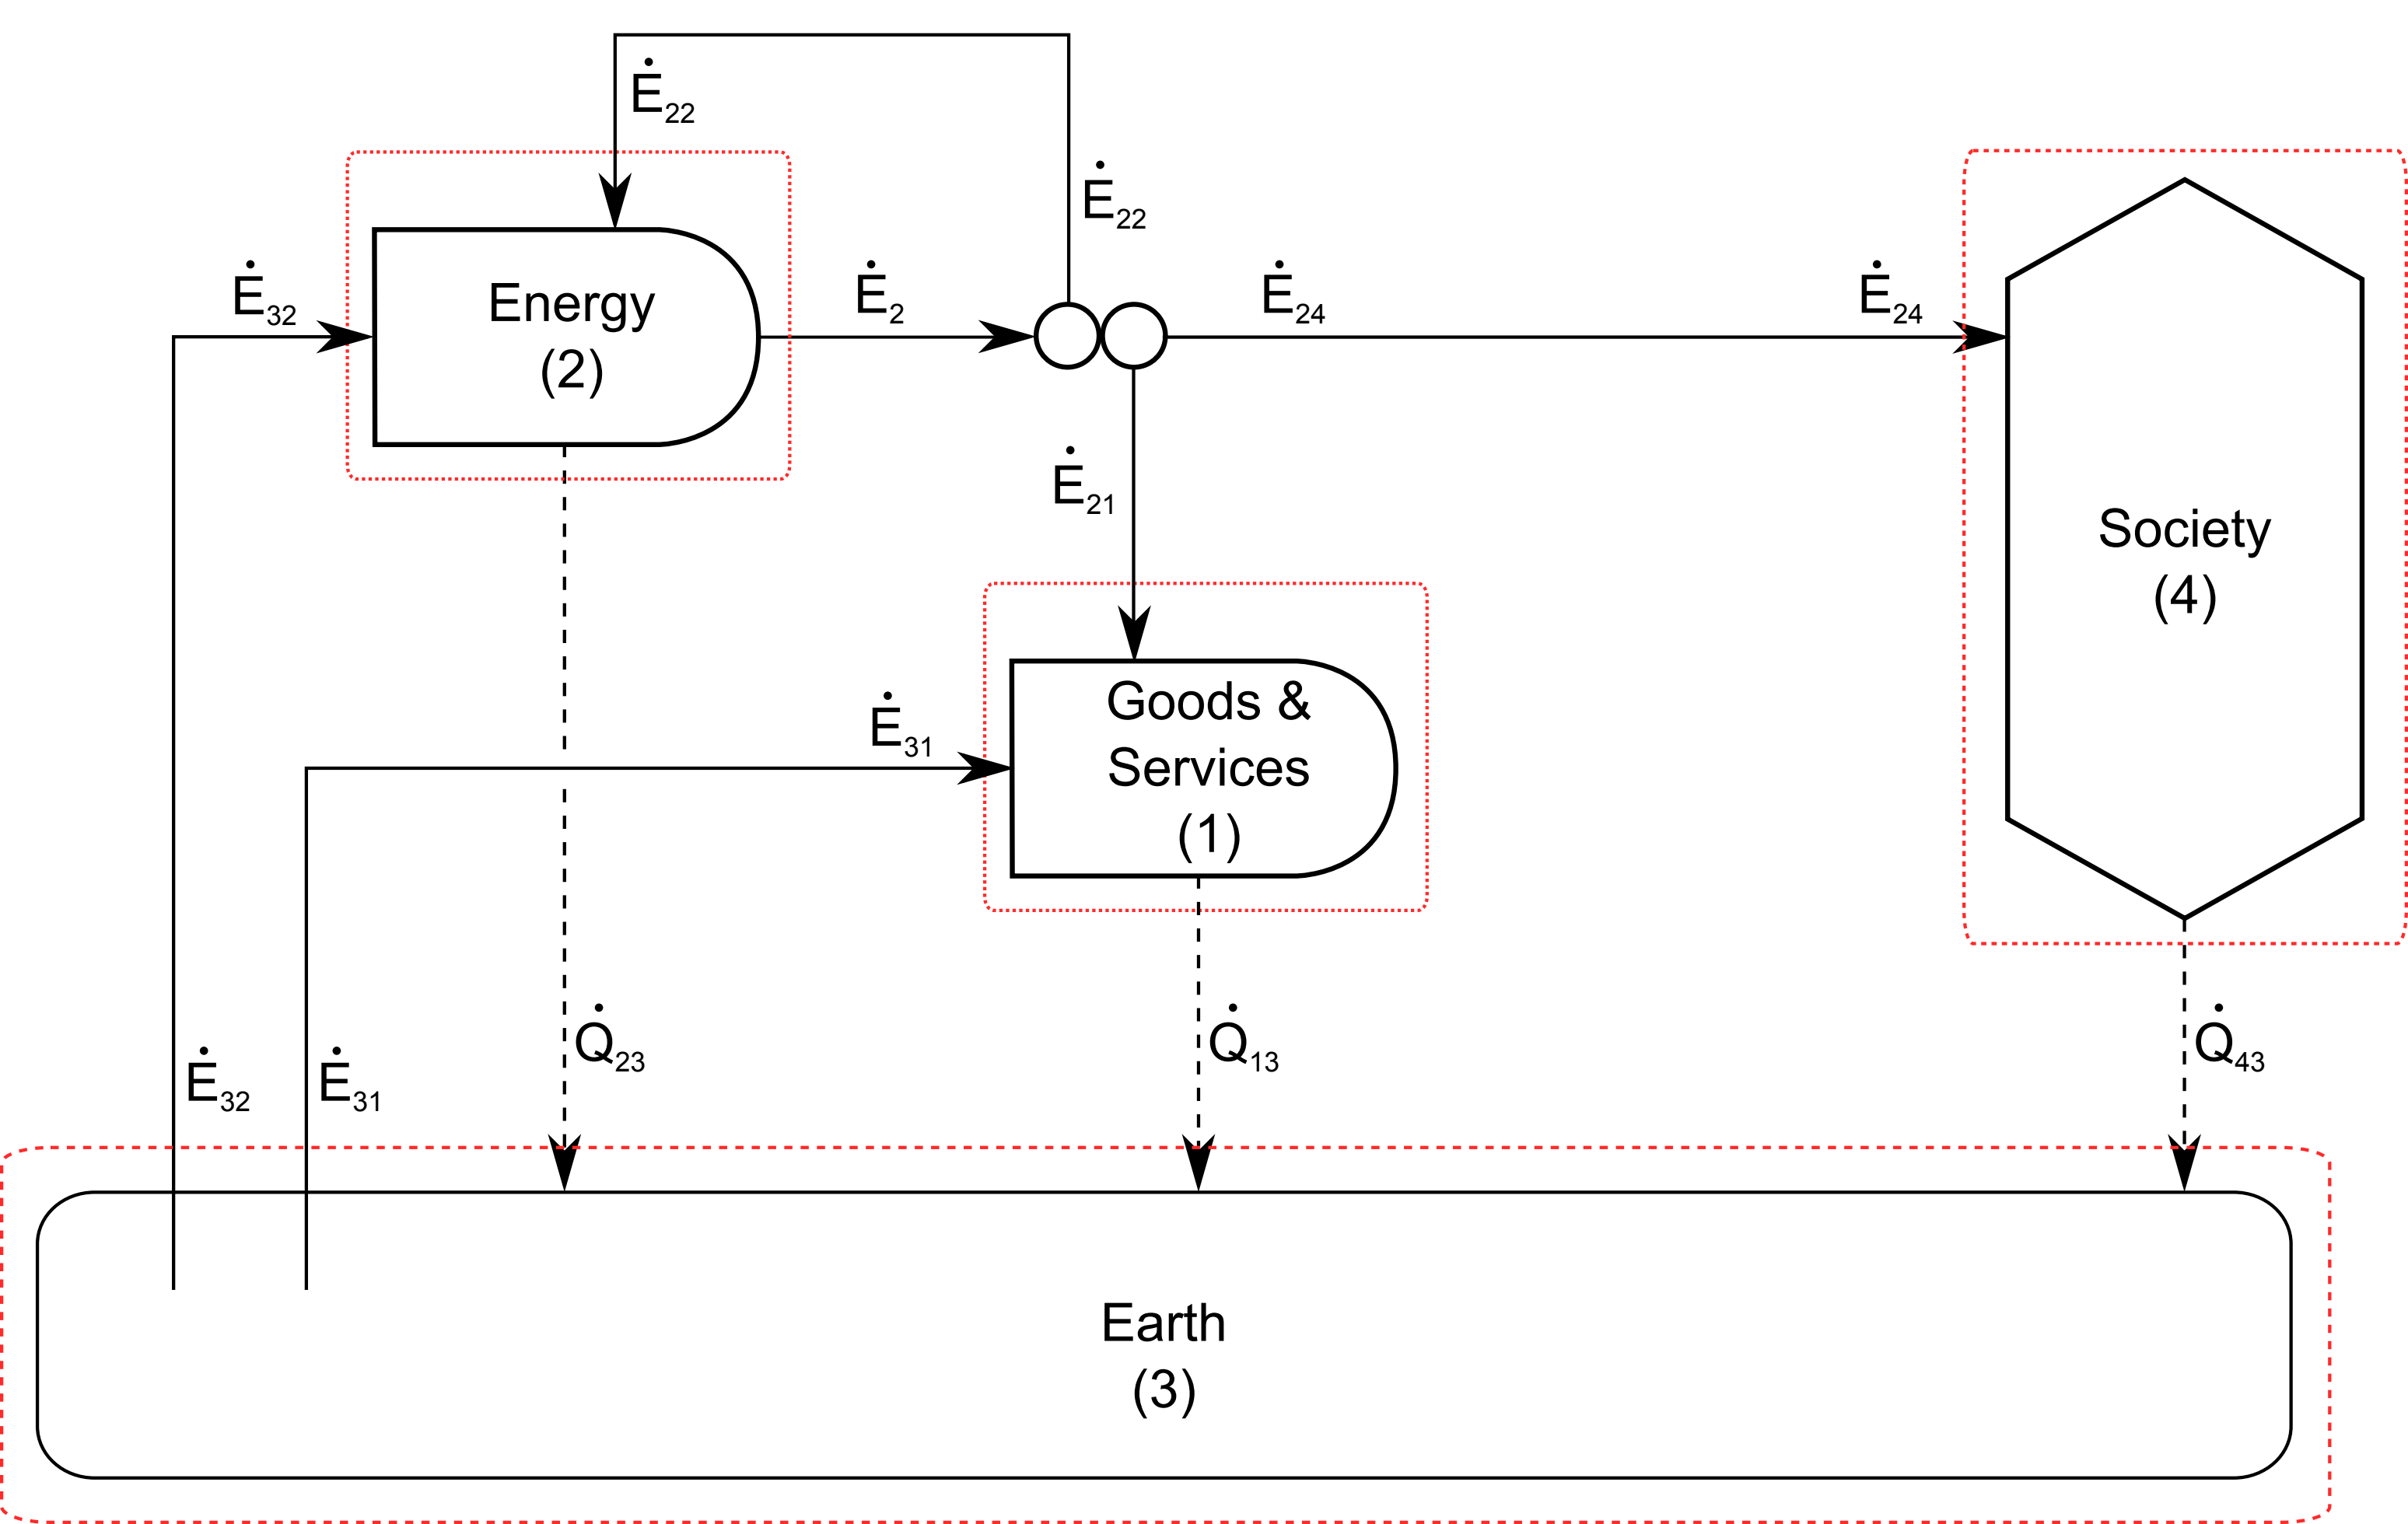 Ė₂₂
Ė₂₂
Ė₃₂
Energy
(2)
Ė₂
Ė₂₄
Ė₂₄
Ė₂₁
Society
(4)
Ė₃₁
Goods &
Services
(1)
Q̇₂₃
Q̇₁₃
Q̇₄₃
Ė₃₂
Ė₃₁
Earth
(3)